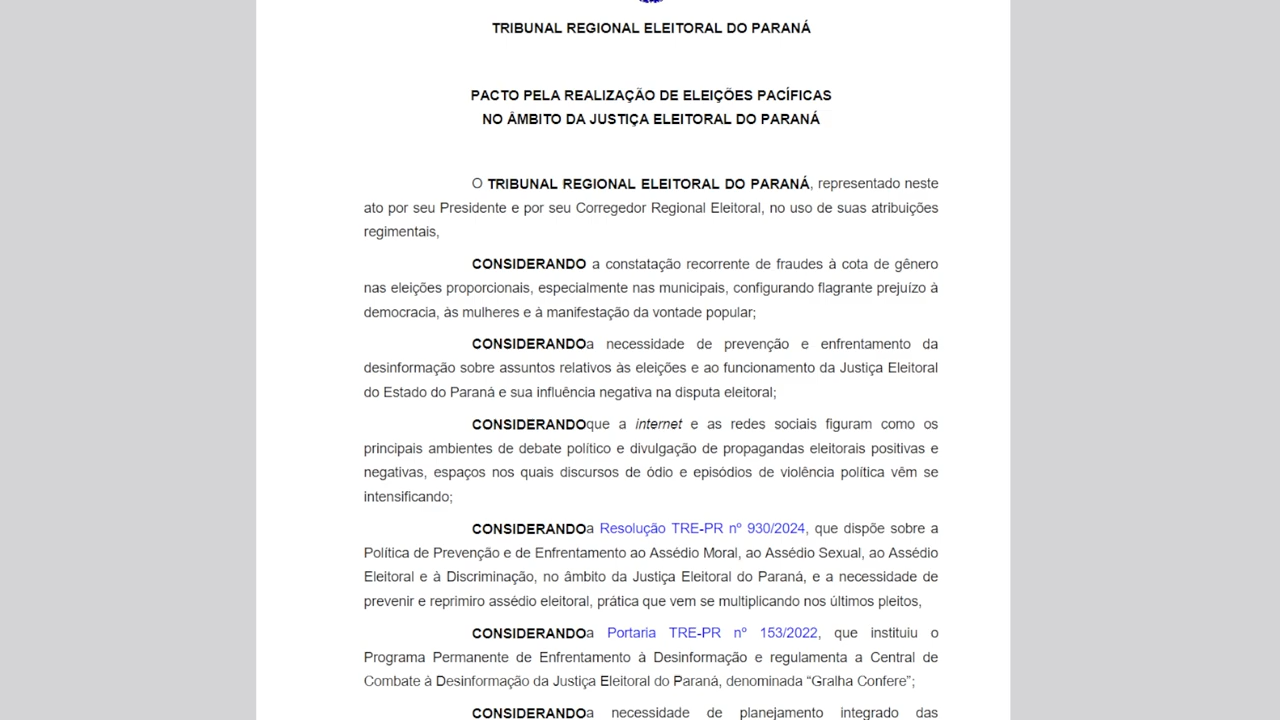 TRIBUNAL REGIONAL ELEITORAL DO PARANÁ
PACTO PELA REALIZAÇÃO DE ELEIÇÕES PACÍFICAS
NO ÂMBITO DA JUSTIÇA ELEITORAL DO PARANÁ
O TRIBUNAL REGIONAL ELEITORAL DO PARANÁ, representado neste
ato por seu Presidente e por seu Corregedor Regional Eleitoral, no uso de suas atribuições
regimentais,
CONSIDERANDO a constatação recorrente de fraudes à cota de gênero
nas eleições proporcionais, especialmente nas municipais, configurando flagrante prejuízo à
democracia, às mulheres e à manifestação da vontade popular;
CONSIDERANDOa necessidade de prevenção e enfrentamento da
desinformação sobre assuntos relativos às eleições e ao funcionamento da Justiça Eleitoral
do Estado do Paraná e sua influência negativa na disputa eleitoral;
CONSIDERANDOque a internet e as redes sociais figuram como os
principais ambientes de debate político e divulgação de propagandas eleitorais positivas e
negativas, espaços nos quais discursos de ódio e episódios de violência política vêm se
intensificando;
CONSIDERANDOa Resolução TRE-PR nº 930/2024, que dispõe sobre a
Política de Prevenção e de Enfrentamento ao Assédio Moral, ao Assédio Sexual, ao Assédio
Eleitoral e à Discriminação, no âmbito da Justiça Eleitoral do Paraná, e a necessidade de
prevenir e reprimiro assédio eleitoral, prática que vem se multiplicando nos últimos pleitos,
CONSIDERANDOa Portaria TRE-PR nº 153/2022, que instituiu o
Programa Permanente de Enfrentamento à Desinformação e regulamenta a Central de
Combate à Desinformação da Justiça Eleitoral do Paraná, denominada “Gralha Confere”;
CONSIDERANDOa necessidade de planejamento integrado das